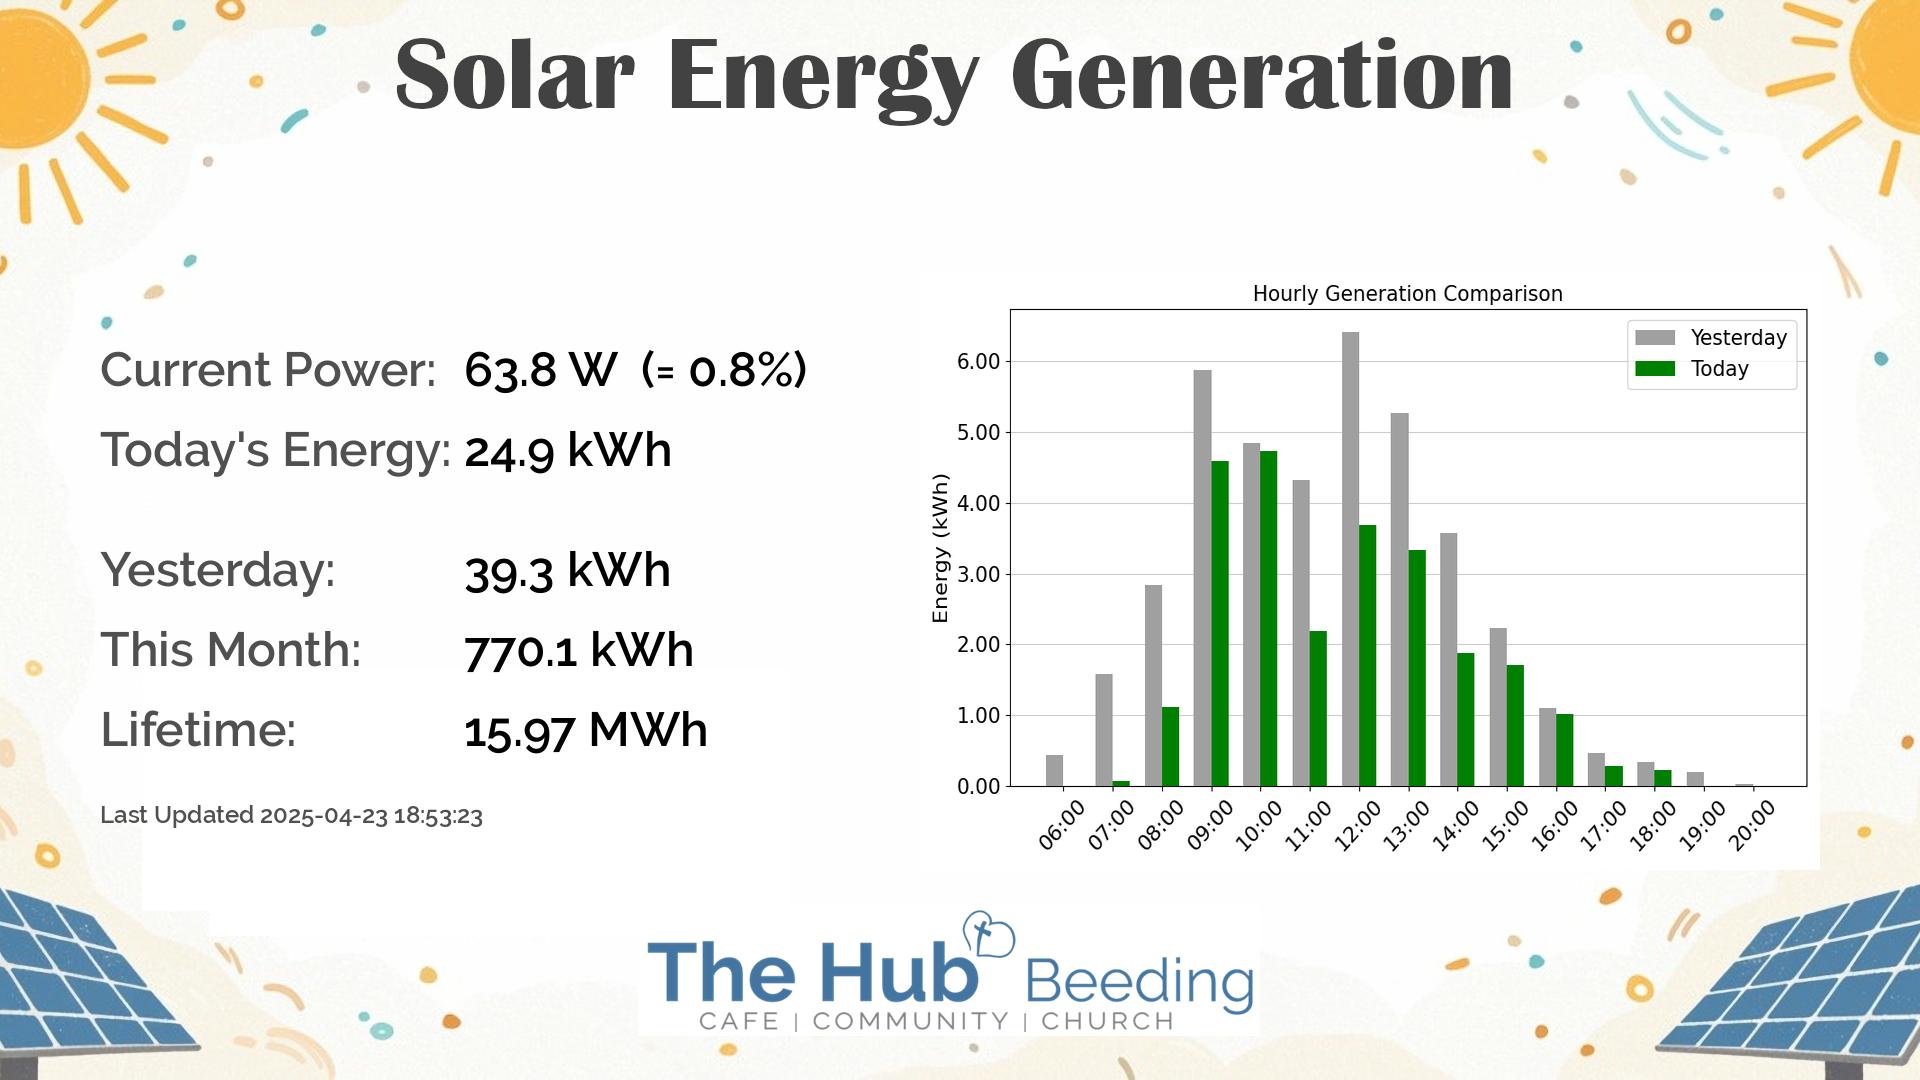 Solar Energy Generation
Current Power: 63.8 W (= 0.8%)
Today's Energy: 24.9 kWh
Yesterday: 39.3 kWh
This Month: 770.1 kWh
Lifetime: 15.97 MWh
Last Updated 2025-04-23 18:53:23
Hourly Generation Comparison
Yesterday
Today
Energy (kWh)
6.00
5.00
4.00
3.00
2.00
1.00
0.00
06:00 07:00 08:00 09:00 10:00 11:00 12:00 13:00 14:00 15:00 16:00 17:00 18:00 19:00 20:00
The Hub Beeding
CAFE | COMMUNITY | CHURCH